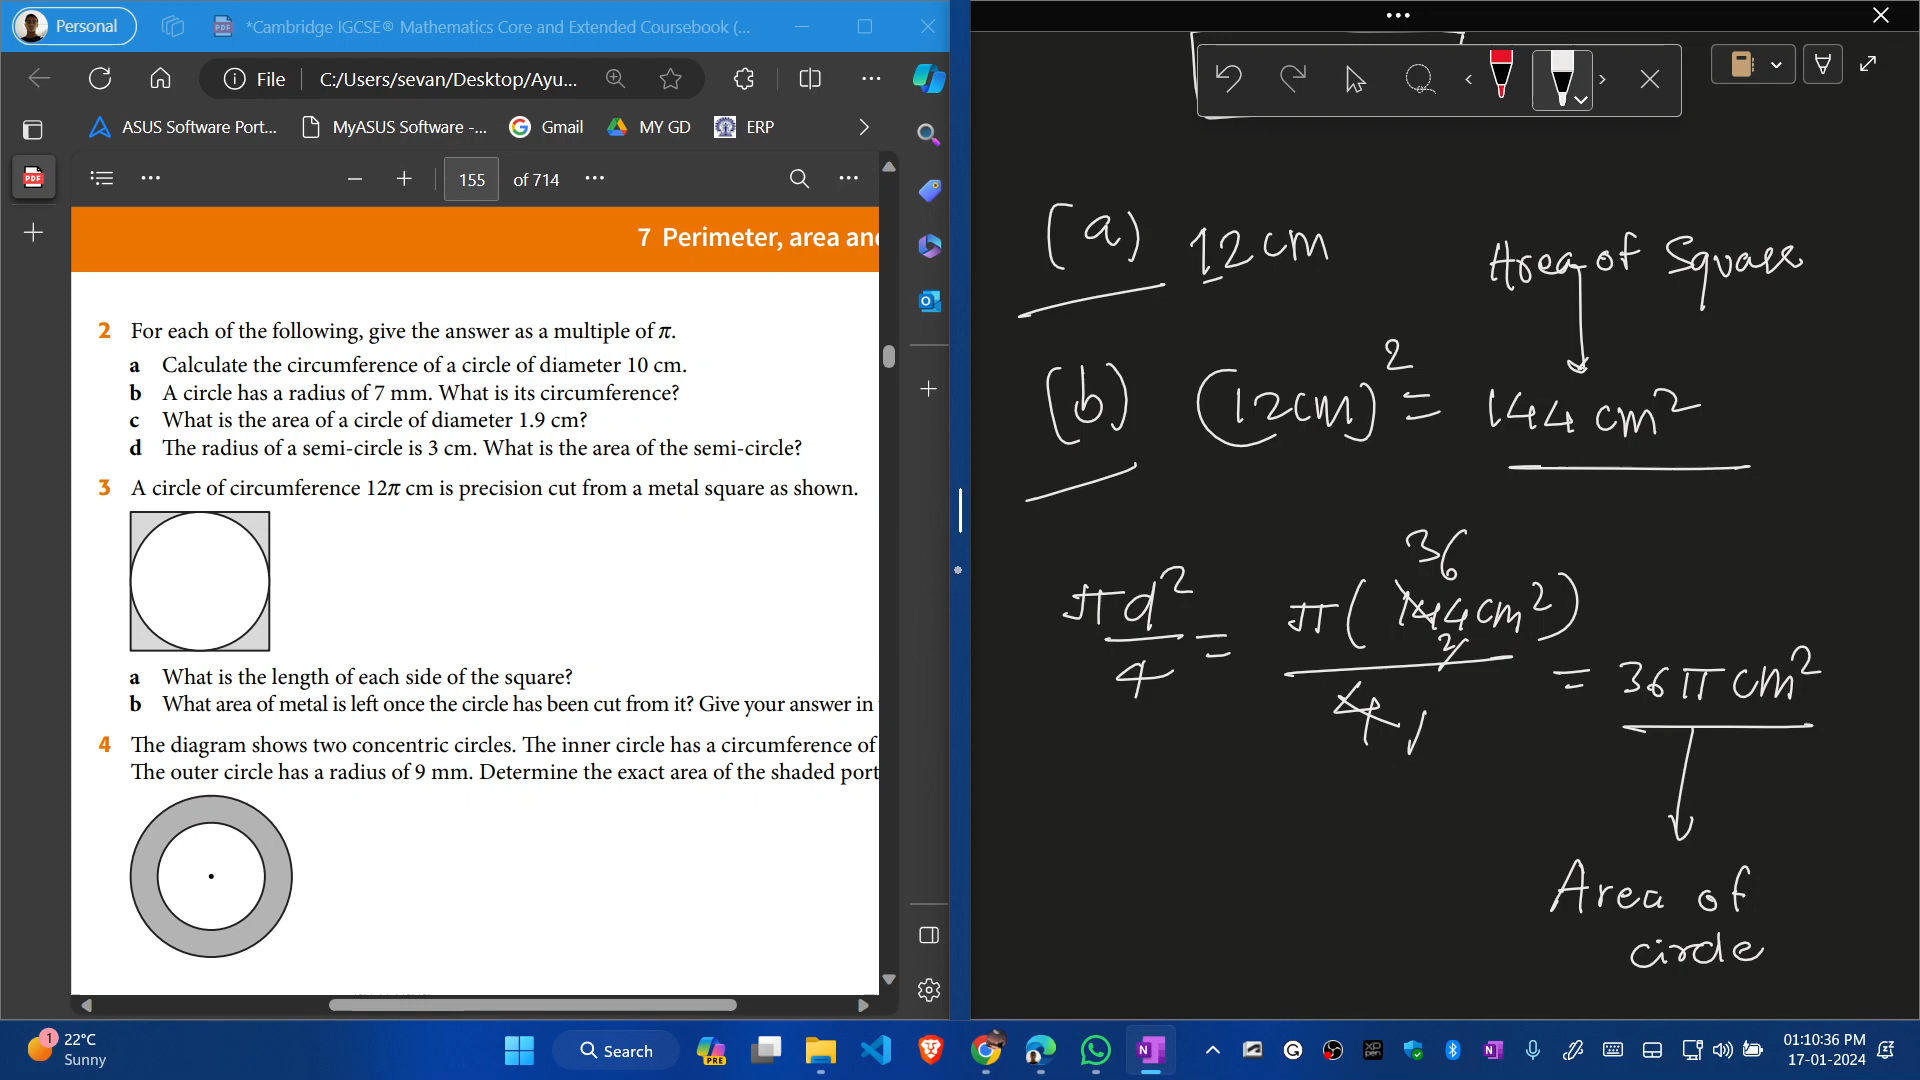 Personal
*Cambridge IGCSE® Mathematics Core and Extended Coursebook (...
File
C:/Users/sevan/Desktop/Ayu...
ASUS Software Port...
MyASUS Software -...
Gmail
MY GD
ERP
155 of 714
7 Perimeter, area an
2 For each of the following, give the answer as a multiple of π.
a Calculate the circumference of a circle of diameter 10 cm.
b A circle has a radius of 7 mm. What is its circumference?
c What is the area of a circle of diameter 1.9 cm?
d The radius of a semi-circle is 3 cm. What is the area of the semi-circle?
3 A circle of circumference 12π cm is precision cut from a metal square as shown.
a What is the length of each side of the square?
b What area of metal is left once the circle has been cut from it? Give your answer in
4 The diagram shows two concentric circles. The inner circle has a circumference of
The outer circle has a radius of 9 mm. Determine the exact area of the shaded port
(a) 12cm
Area of Square
(b) (12cm)² = 144 cm²
36
πd²/4 = π(144cm²)/4 = 36π cm²
Area of
circle
1
22°C
Sunny
Search
PRE
01:10:36 PM
17-01-2024